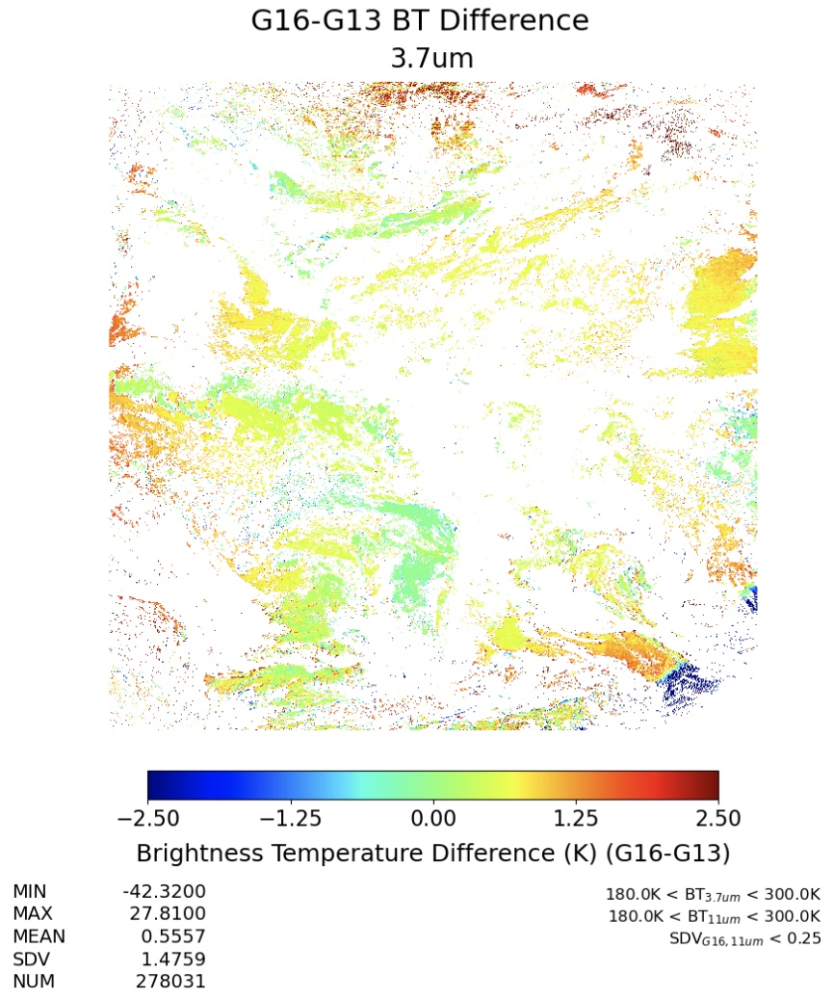 G16-G13 BT Difference
3.7um
−2.50 −1.25 0.00 1.25 2.50
Brightness Temperature Difference (K) (G16-G13)
MIN -42.3200
MAX 27.8100
MEAN 0.5557
SDV 1.4759
NUM 278031
180.0K < BT3.7um < 300.0K
180.0K < BT11um < 300.0K
SDVG16,11um < 0.25